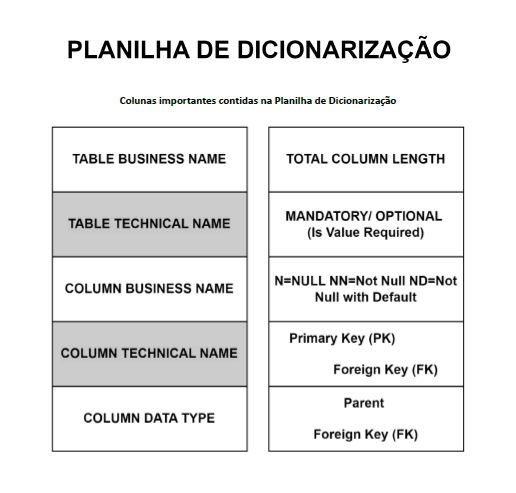 PLANILHA DE DICIONARIZAÇÃO
Colunas importantes contidas na Planilha de Dicionarização
TABLE BUSINESS NAME
TABLE TECHNICAL NAME
COLUMN BUSINESS NAME
COLUMN TECHNICAL NAME
COLUMN DATA TYPE
TOTAL COLUMN LENGTH
MANDATORY/ OPTIONAL
(Is Value Required)
N=NULL NN=Not Null ND=Not
Null with Default
Primary Key (PK)
Foreign Key (FK)
Parent
Foreign Key (FK)